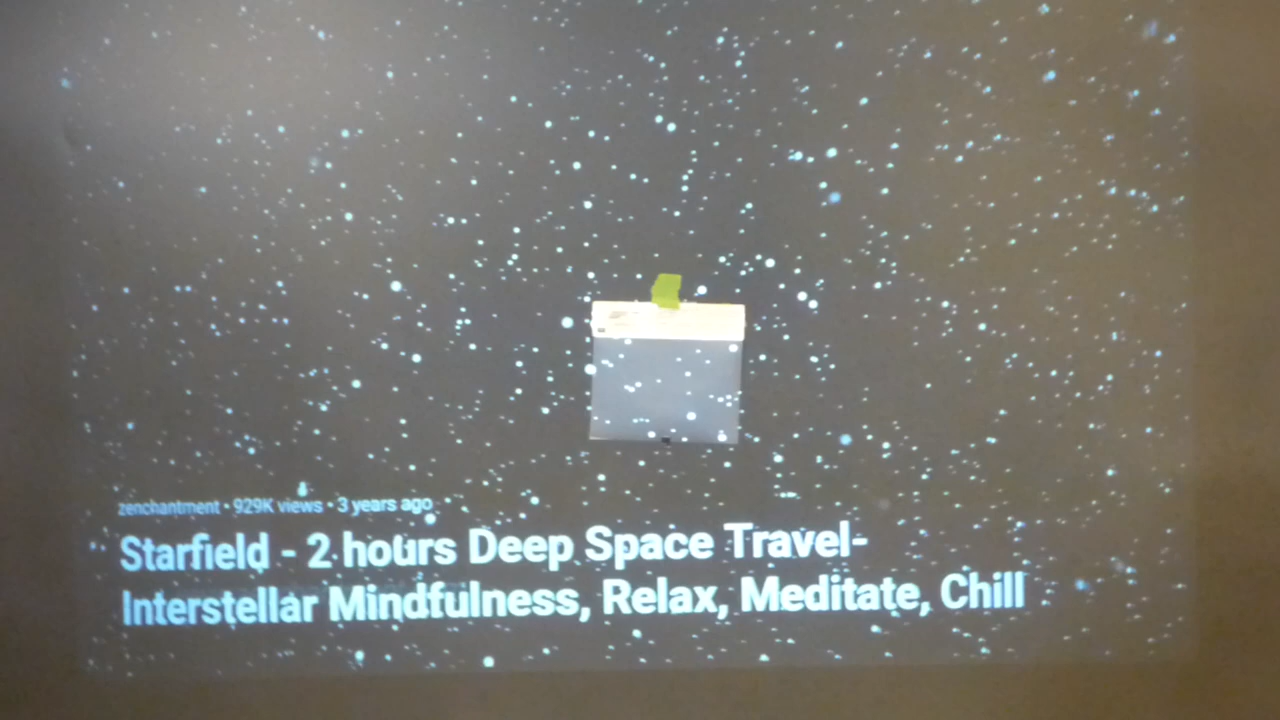 zenchantment • 929K views • 3 years ago
Starfield - 2 hours Deep Space Travel-
Interstellar Mindfulness, Relax, Meditate, Chill